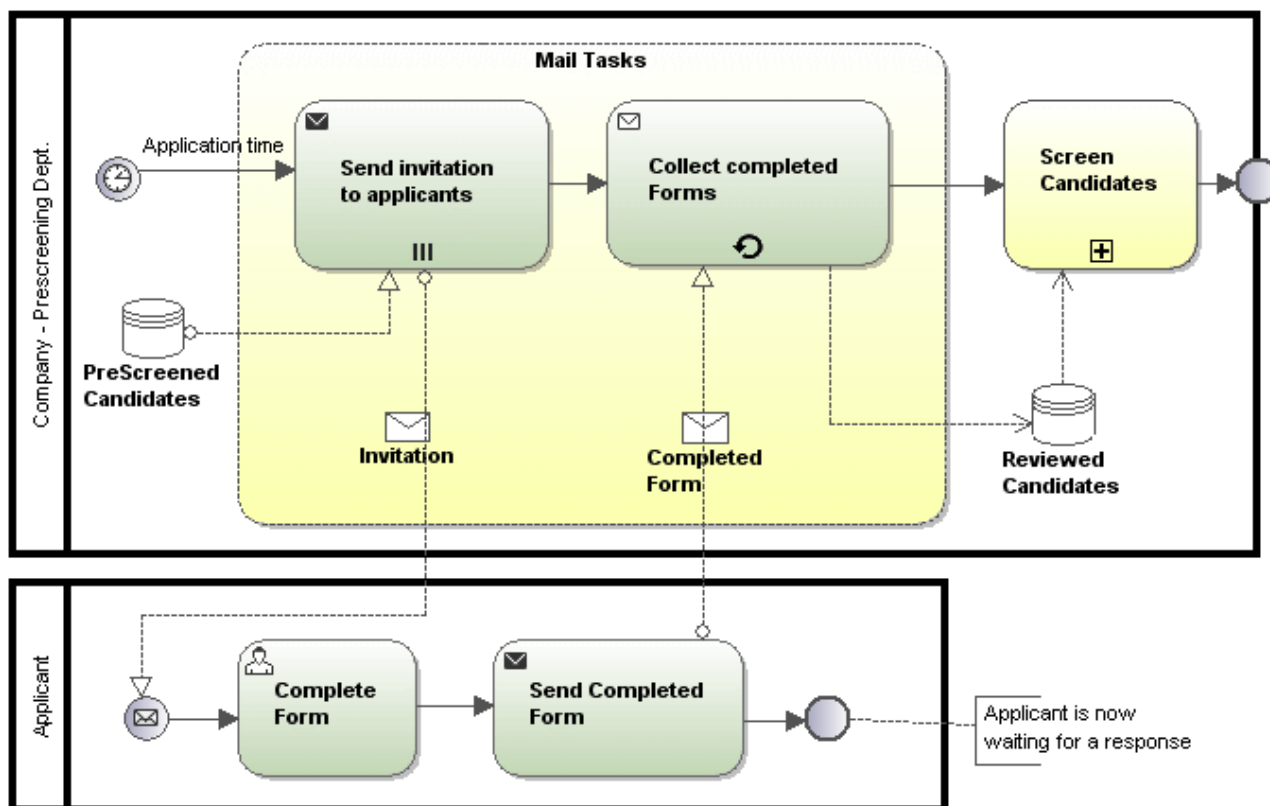 Company - Prescreening Dept.
Mail Tasks
Application time
Send invitation
to applicants
Collect completed
Forms
Screen
Candidates
PreScreened
Candidates
Invitation
Completed
Form
Reviewed
Candidates
Applicant
Complete
Form
Send Completed
Form
Applicant is now
waiting for a response